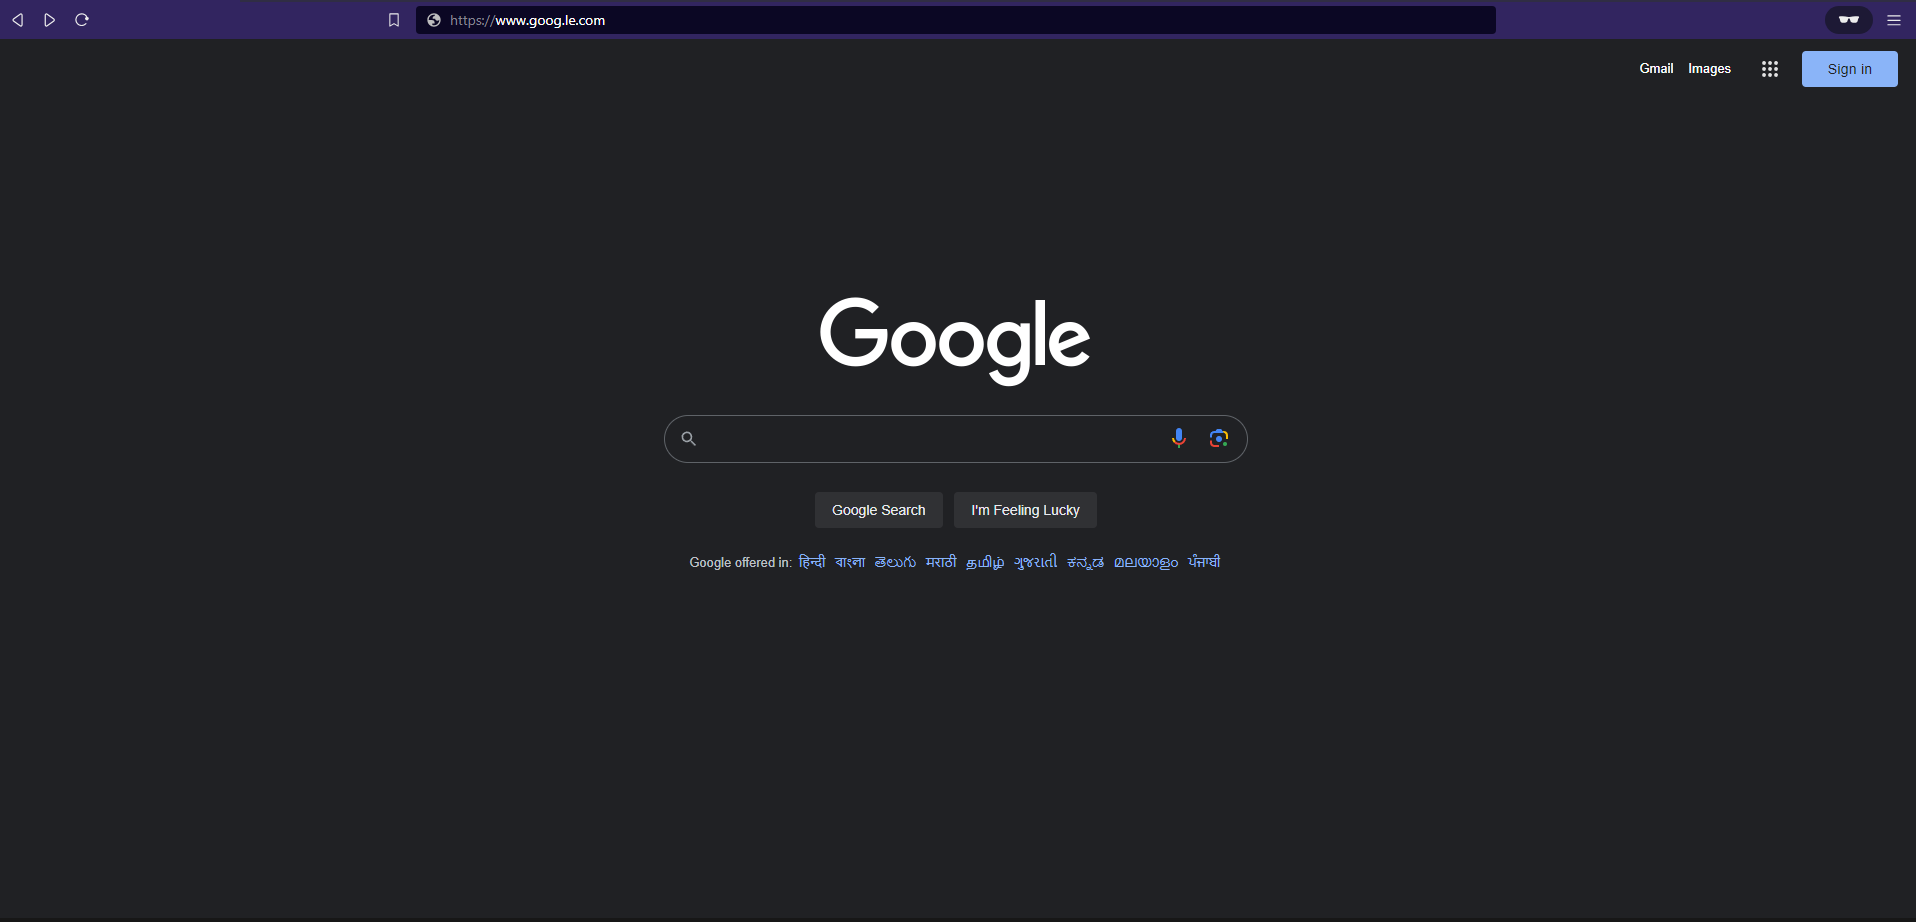 https://www.goog.le.com
Gmail Images
Sign in
Google
Google Search I'm Feeling Lucky
Google offered in: हिन्दी বাংলা తెలుగు मराठी தமிழ் ગુજરાતી ಕನ್ನಡ മലയാളം ਪੰਜਾਬੀ